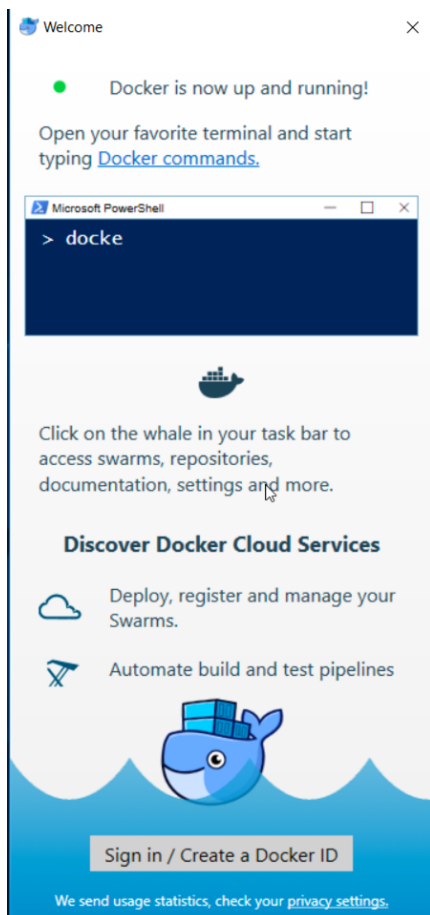 Welcome
Docker is now up and running!
Open your favorite terminal and start
typing Docker commands.
Microsoft PowerShell
> docke
Click on the whale in your task bar to
access swarms, repositories,
documentation, settings and more.
Discover Docker Cloud Services
Deploy, register and manage your
Swarms.
Automate build and test pipelines
Sign in / Create a Docker ID
We send usage statistics, check your privacy settings.